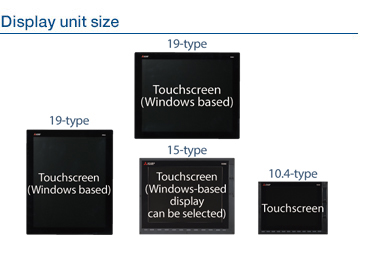 Display unit size
19-type
Touchscreen
(Windows based)
19-type
Touchscreen
(Windows based)
15-type
Touchscreen
(Windows-based
display
can be selected)
10.4-type
Touchscreen